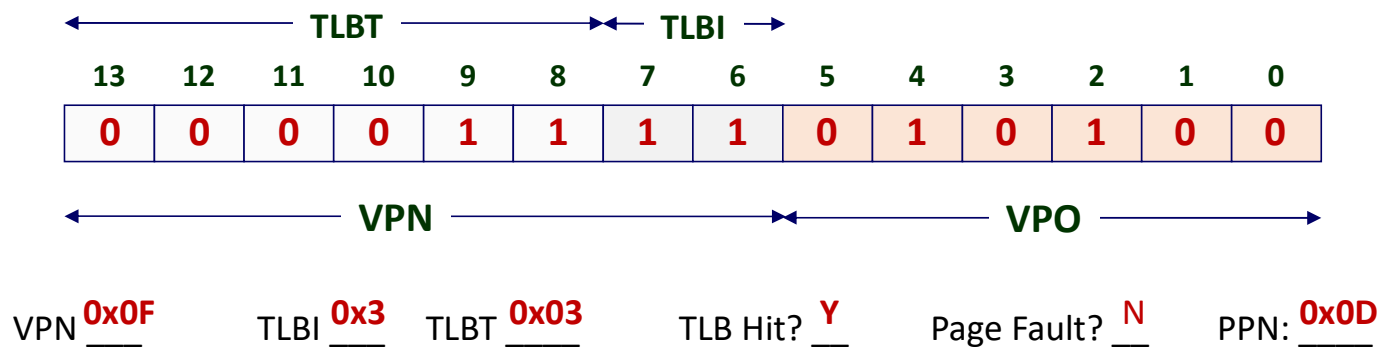 TLBT TLBI
13 12 11 10 9 8 7 6 5 4 3 2 1 0
0 0 0 0 1 1 1 1 0 1 0 1 0 0
VPN VPO
VPN 0x0F TLBI 0x3 TLBT 0x03 TLB Hit? Y Page Fault? N PPN: 0x0D